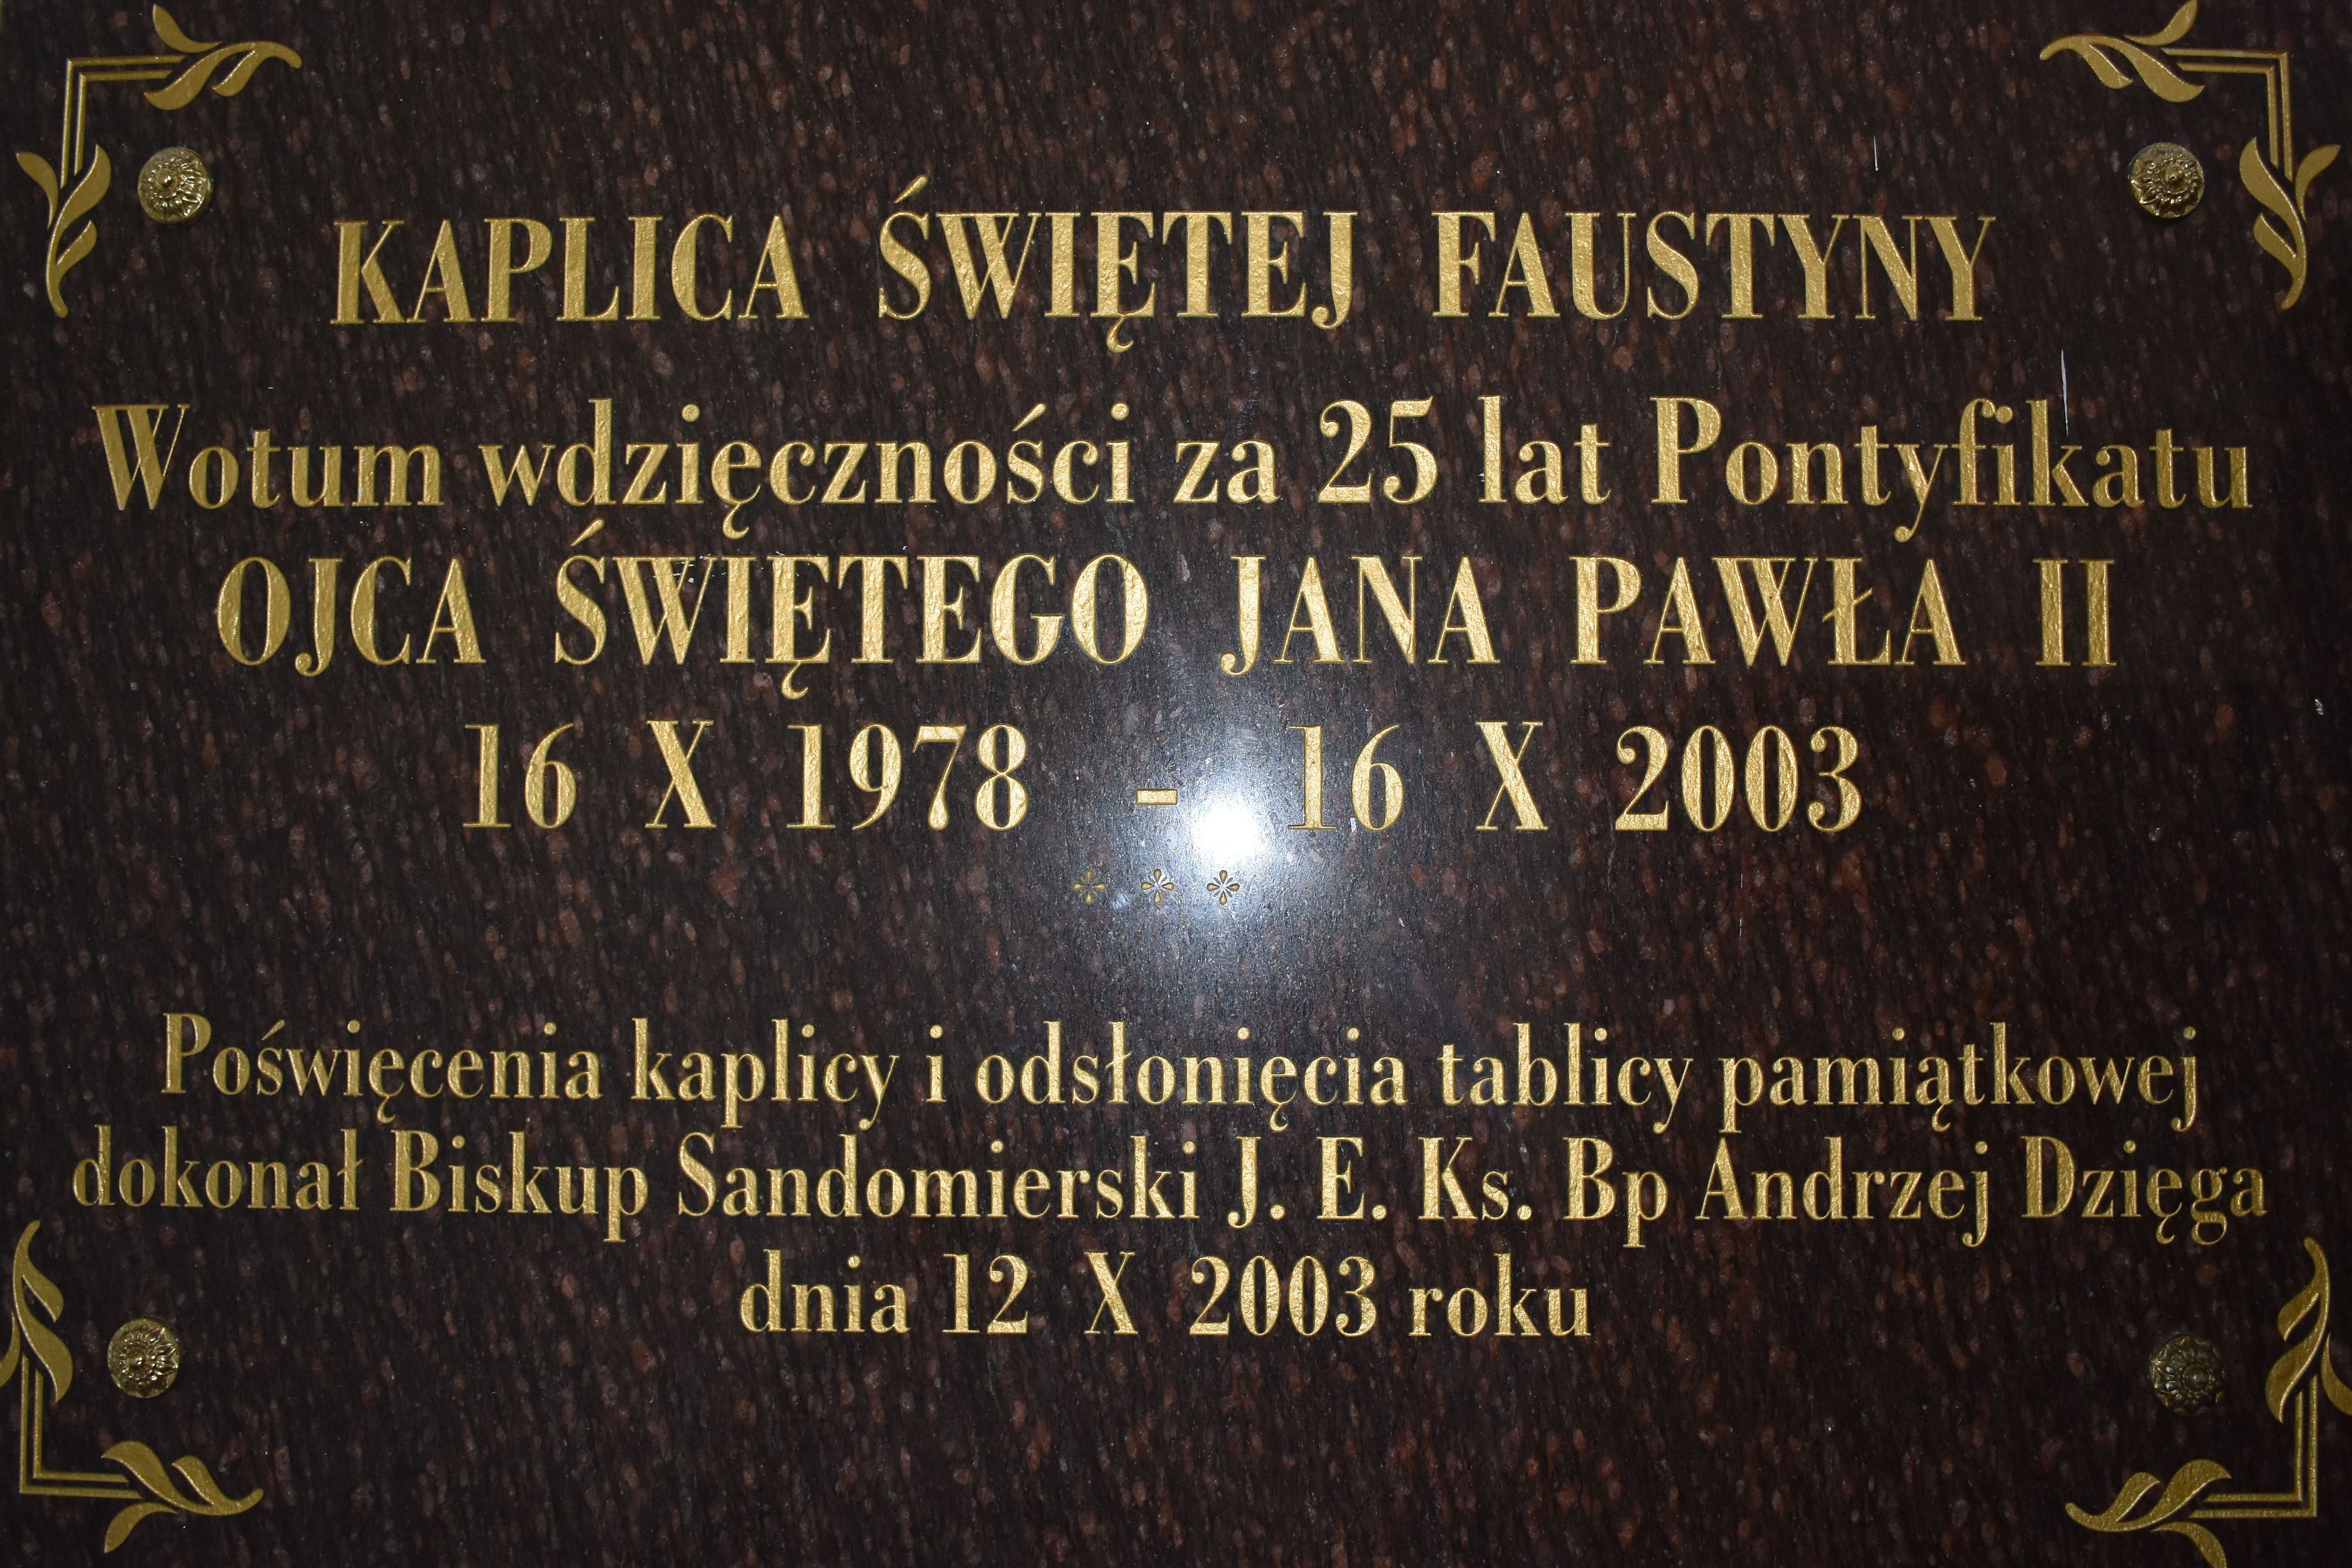 KAPLICA ŚWIĘTEJ FAUSTYNY
Wotum wdzięczności za 25 lat Pontyfikatu
OJCA ŚWIĘTEGO JANA PAWŁA II
16 X 1978 - 16 X 2003
* * *
Poświęcenia kaplicy i odsłonięcia tablicy pamiątkowej
dokonał Biskup Sandomierski J. E. Ks. Bp Andrzej Dzięga
dnia 12 X 2003 roku